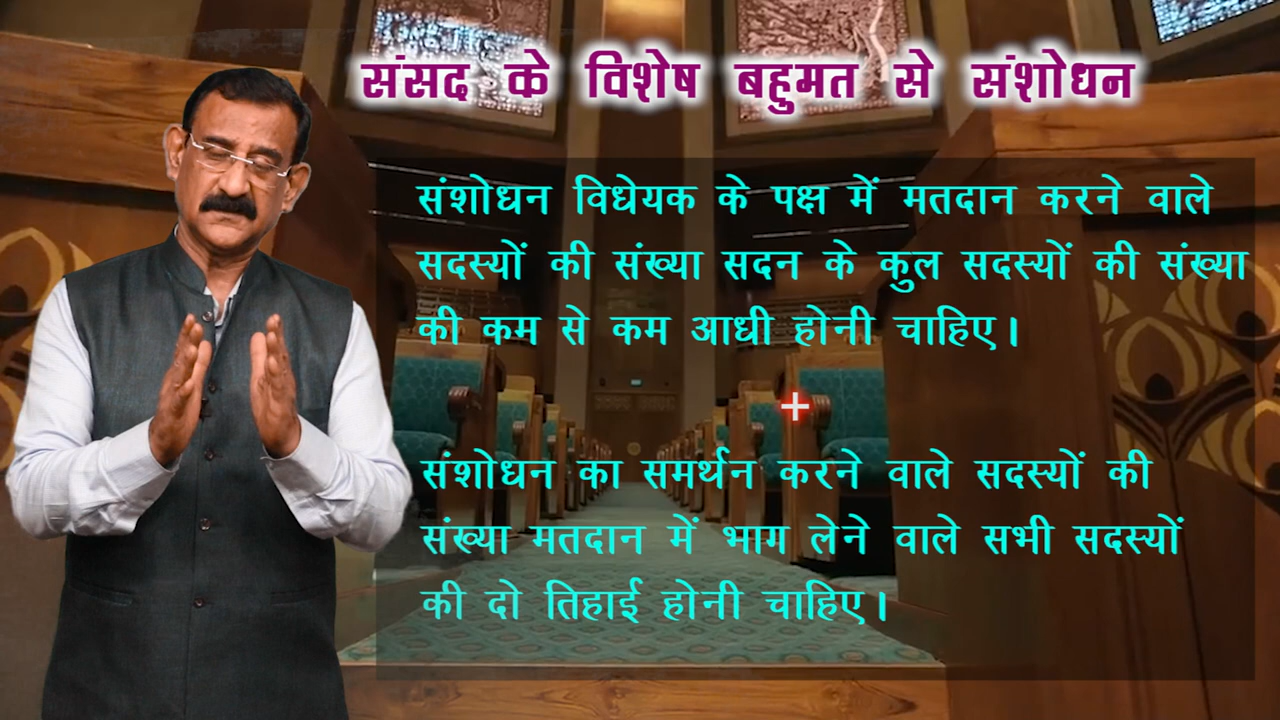 संसद के विशेष बहुमत से संशोधन
संशोधन विधेयक के पक्ष में मतदान करने वाले
सदस्यों की संख्या सदन के कुल सदस्यों की संख्या
की कम से कम आधी होनी चाहिए।
+
संशोधन का समर्थन करने वाले सदस्यों की
संख्या मतदान में भाग लेने वाले सभी सदस्यों
की दो तिहाई होनी चाहिए।